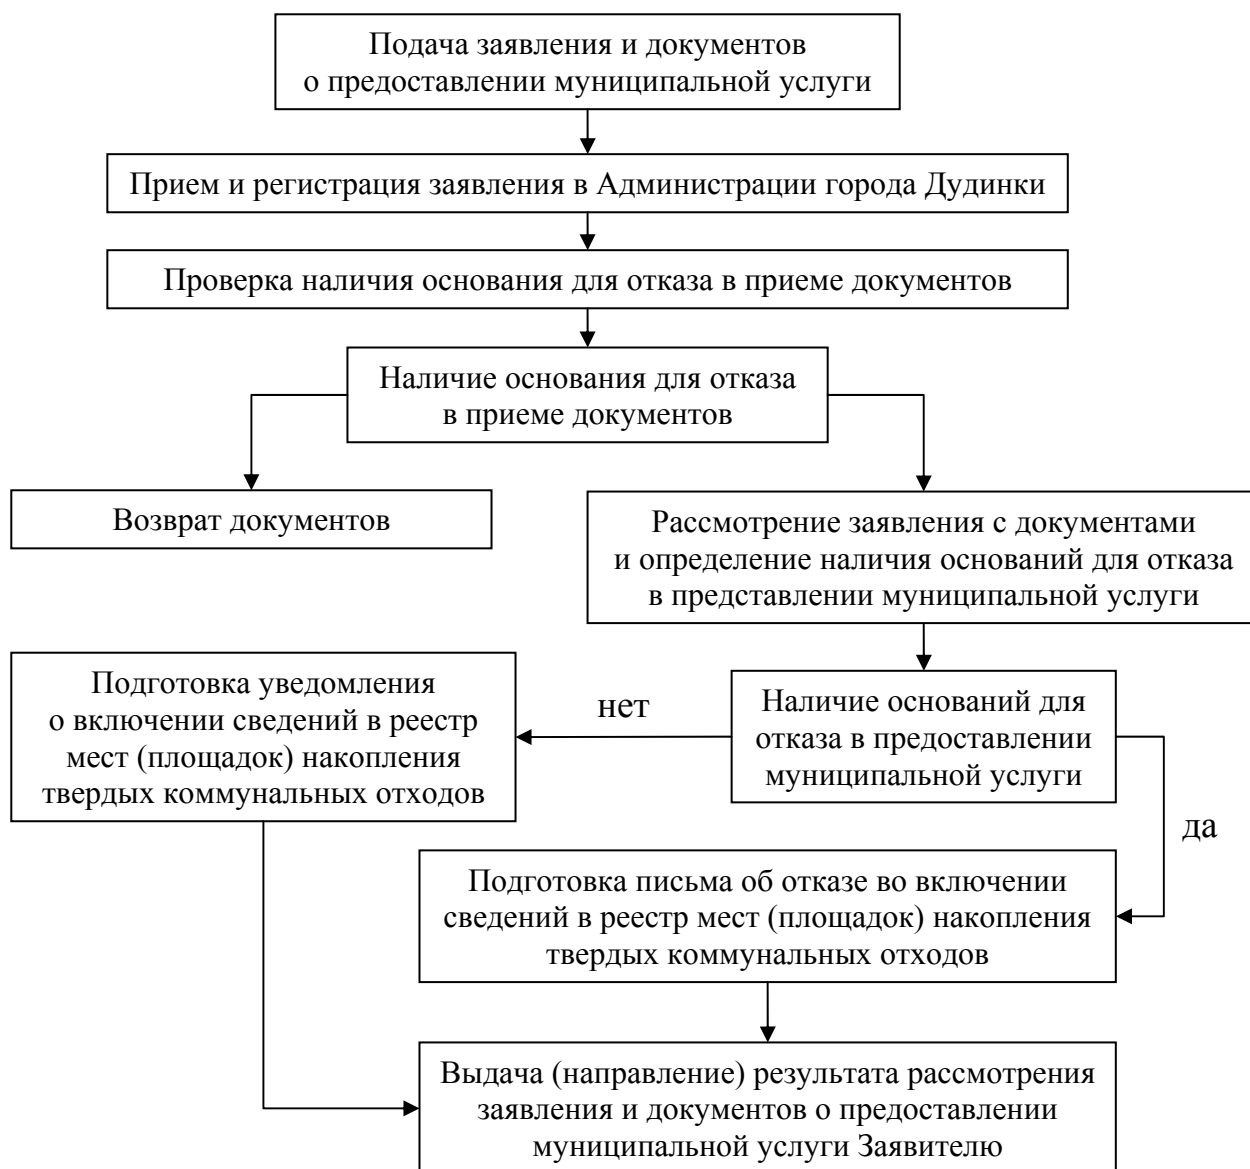 Подача заявления и документов
о предоставлении муниципальной услуги
Прием и регистрация заявления в Администрации города Дудинки
Проверка наличия основания для отказа в приеме документов
Наличие основания для отказа
в приеме документов
Возврат документов
Рассмотрение заявления с документами
и определение наличия оснований для отказа
в представлении муниципальной услуги
Подготовка уведомления
о включении сведений в реестр
мест (площадок) накопления
твердых коммунальных отходов
нет
Наличие оснований для
отказа в предоставлении
муниципальной услуги
да
Подготовка письма об отказе во включении
сведений в реестр мест (площадок) накопления
твердых коммунальных отходов
Выдача (направление) результата рассмотрения
заявления и документов о предоставлении
муниципальной услуги Заявителю